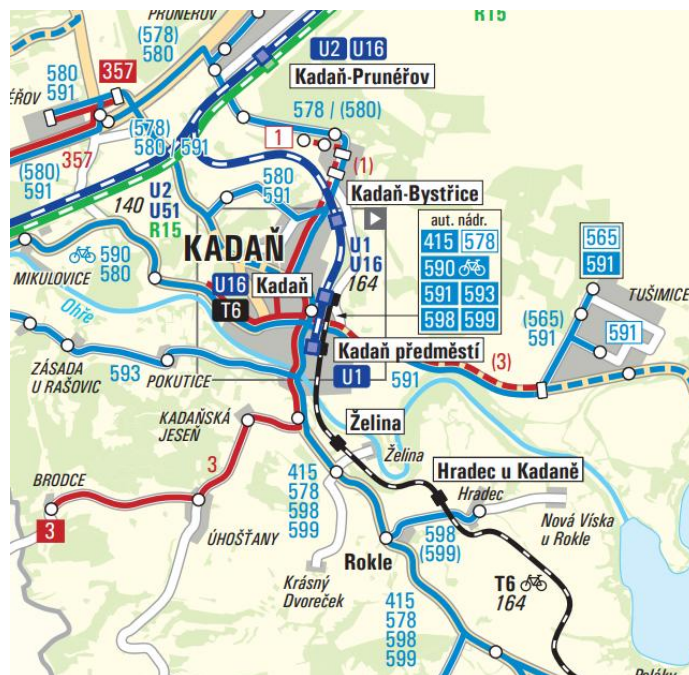 PRUNÉŘOV
R15
(578)
580
U2 U16
Kadaň-Prunéřov
580
591
357
ÉŘOV
578 / (580)
(578)
580 / 591
357
1
(1)
(580)
591
580
591
Kadaň-Bystřice
U2
U51
R15
140
aut. nádr.
415 578
590
591 593
598 599
KADAŇ
U1
U16
164
565
591
590
580
MIKULOVICE
U16 Kadaň
T6
TUŠIMICE
Ohře
(565)
591
591
Kadaň předměstí
ZÁSADA
U RAŠOVIC
593
POKUTICE
U1
591
(3)
KADAŇSKÁ
JESEŇ
Želina
Želina
3
415
578
598
599
Hradec u Kadaně
BRODCE
Hradec
3
ÚHOŠŤANY
598
(599)
Nová Víska
u Rokle
Rokle
Krásný
Dvoreček
T6
164
415
578
598
599